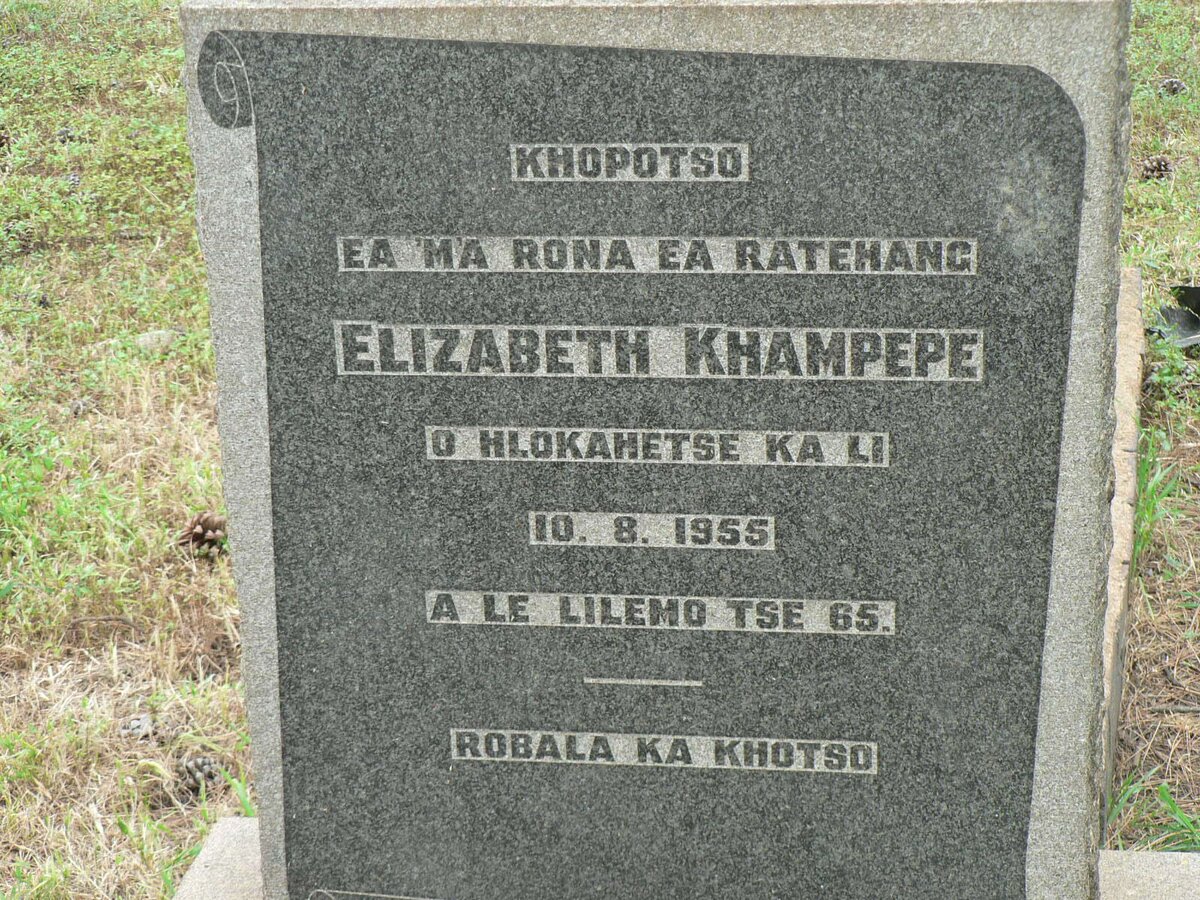 KHOPOTSO
EA 'M'A RONA EA RATEHANG
ELIZABETH KHAMPEPE
O HLOKAHETSE KA LI
10. 8. 1955
A LE LILEMO TSE 65.
ROBALA KA KHOTSO